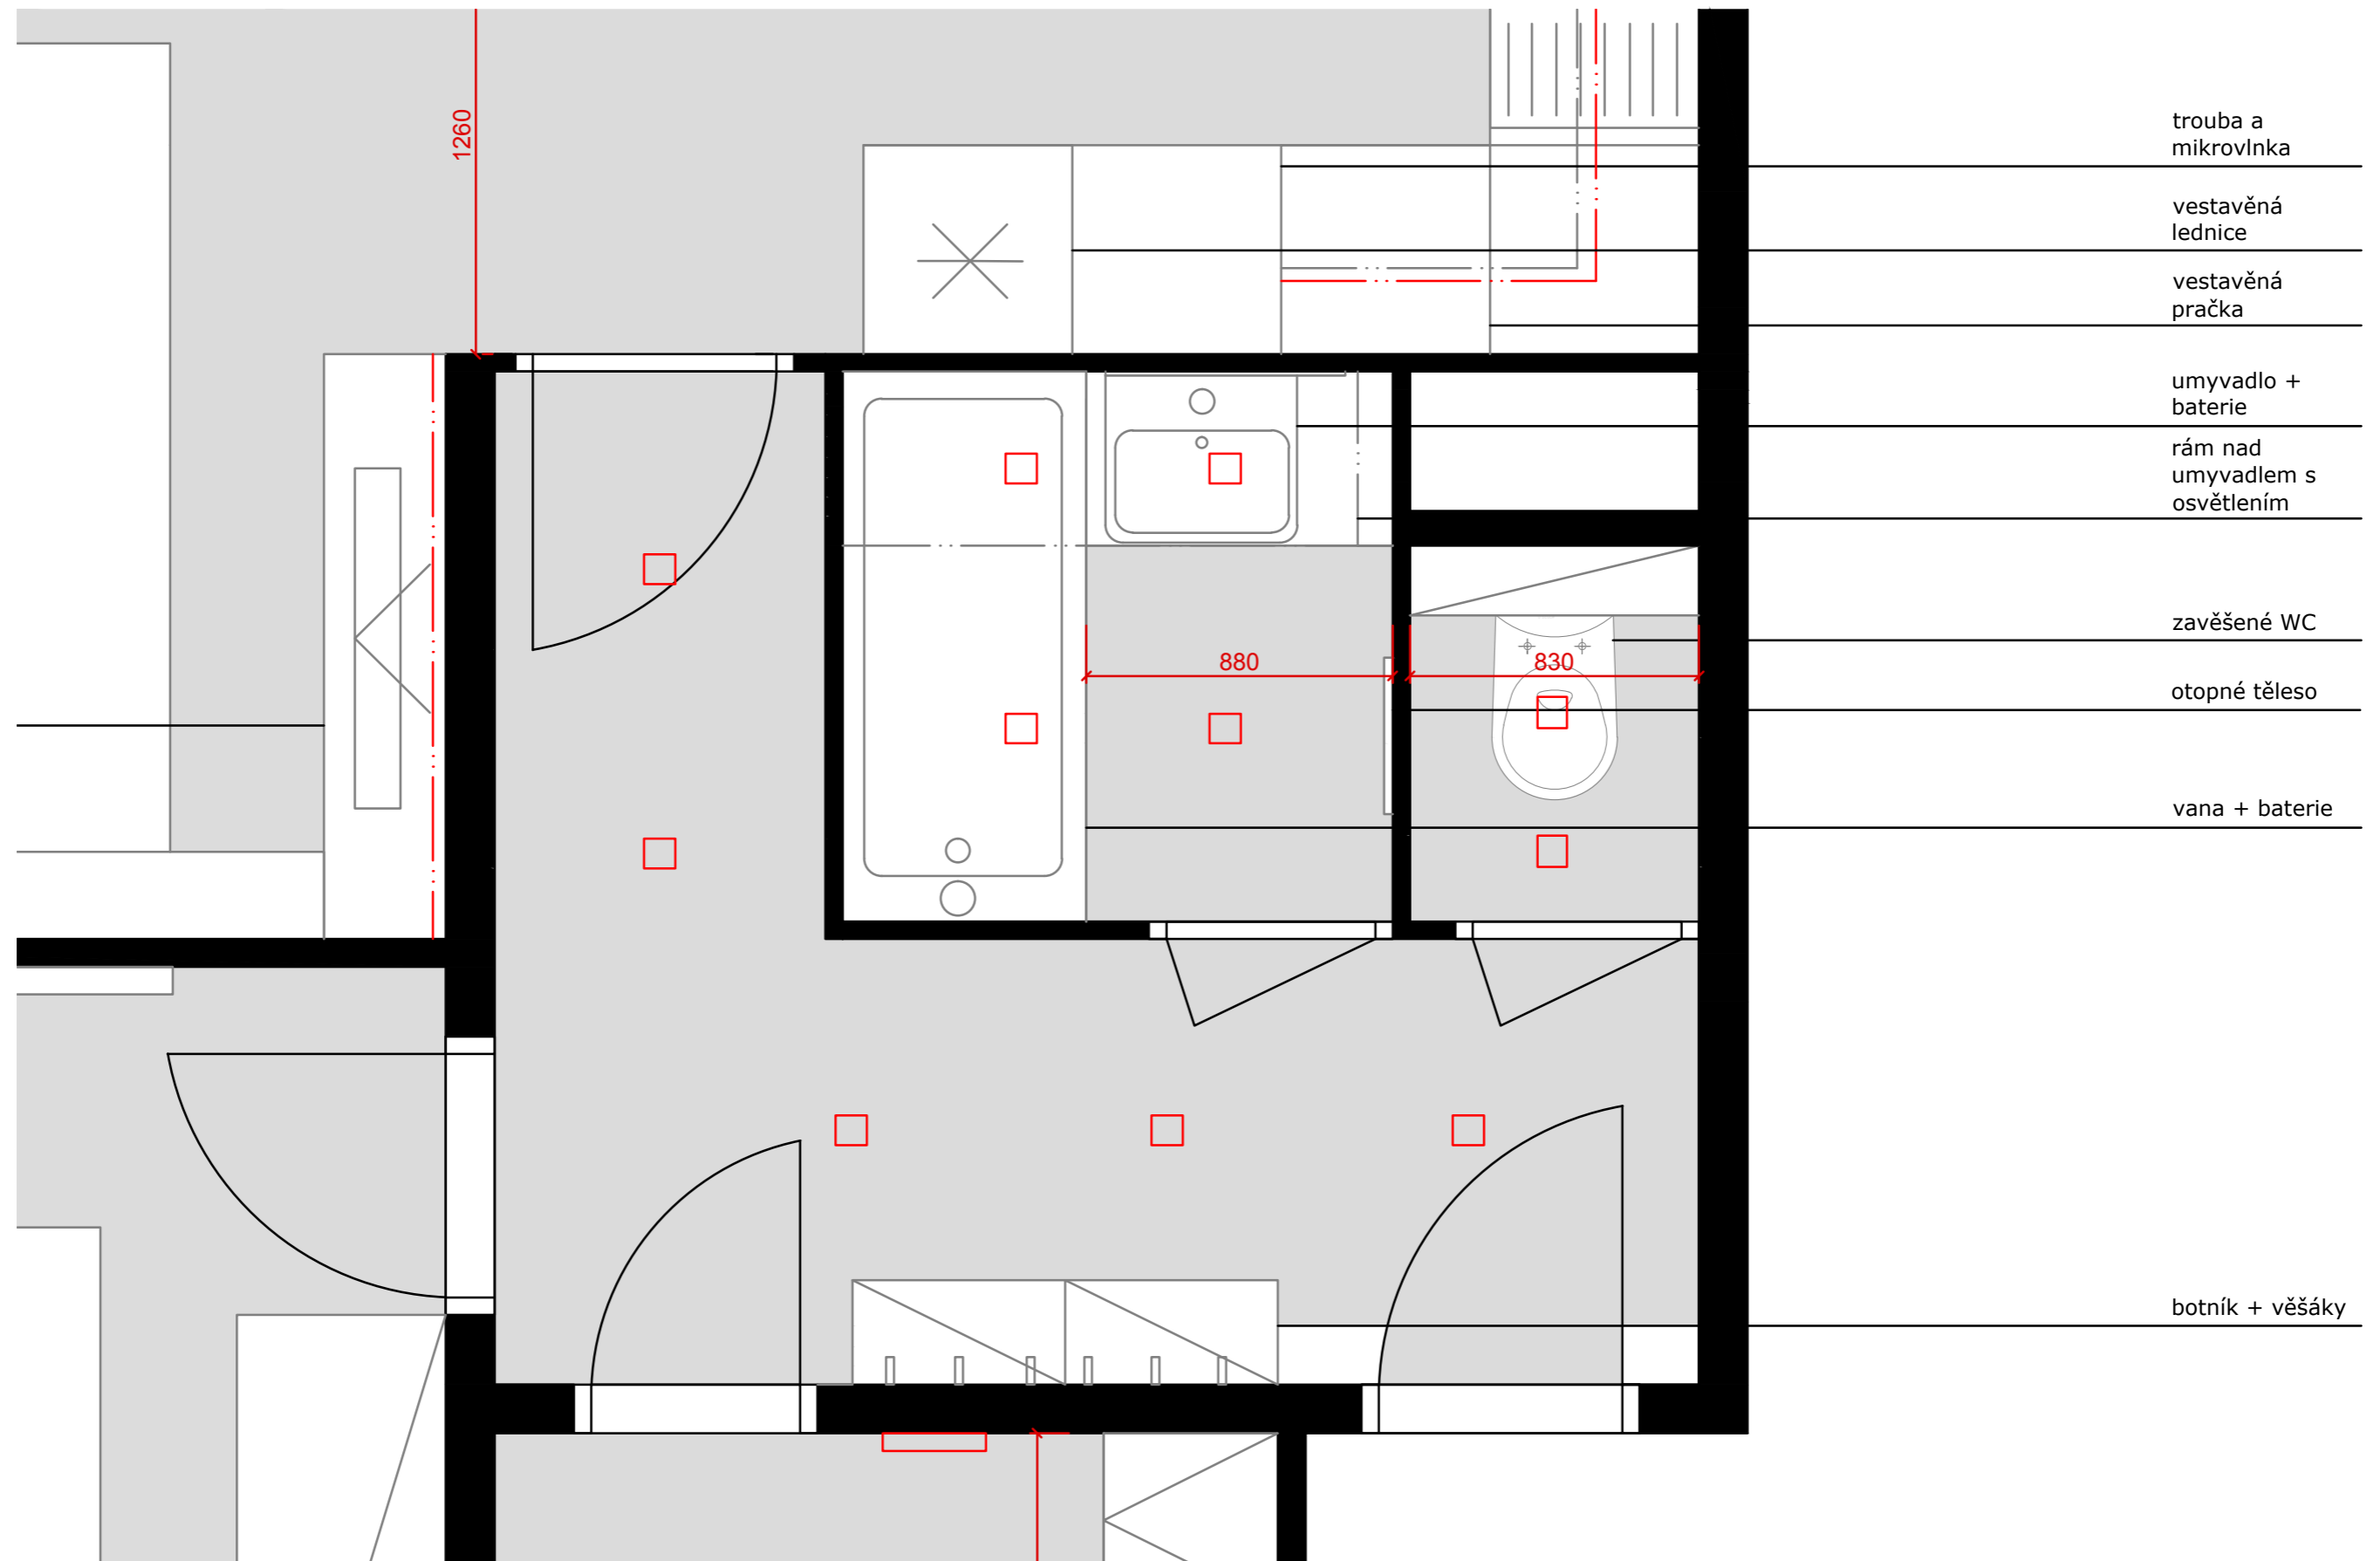 1260
trouba a
mikrovlnka
vestavěná
lednice
vestavěná
pračka
umyvadlo +
baterie
rám nad
umyvadlem s
osvětlením
zavěšené WC
880
830
otopné těleso
vana + baterie
botník + věšáky